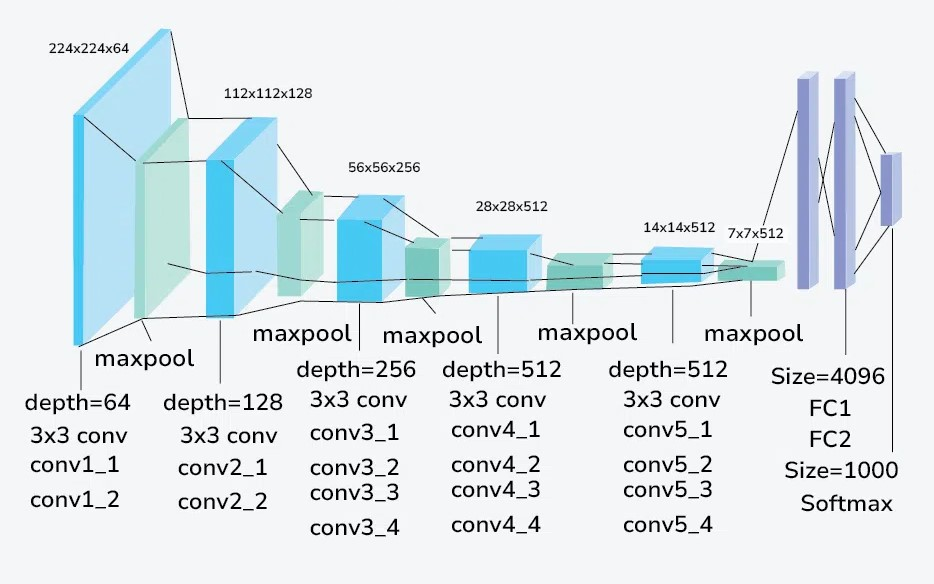 224x224x64
112x112x128
56x56x256
28x28x512
14x14x512
7x7x512
maxpool
maxpool
maxpool
maxpool
maxpool
depth=64
3x3 conv
conv1_1
conv1_2
depth=128
3x3 conv
conv2_1
conv2_2
depth=256
3x3 conv
conv3_1
conv3_2
conv3_3
conv3_4
depth=512
3x3 conv
conv4_1
conv4_2
conv4_3
conv4_4
depth=512
3x3 conv
conv5_1
conv5_2
conv5_3
conv5_4
Size=4096
FC1
FC2
Size=1000
Softmax